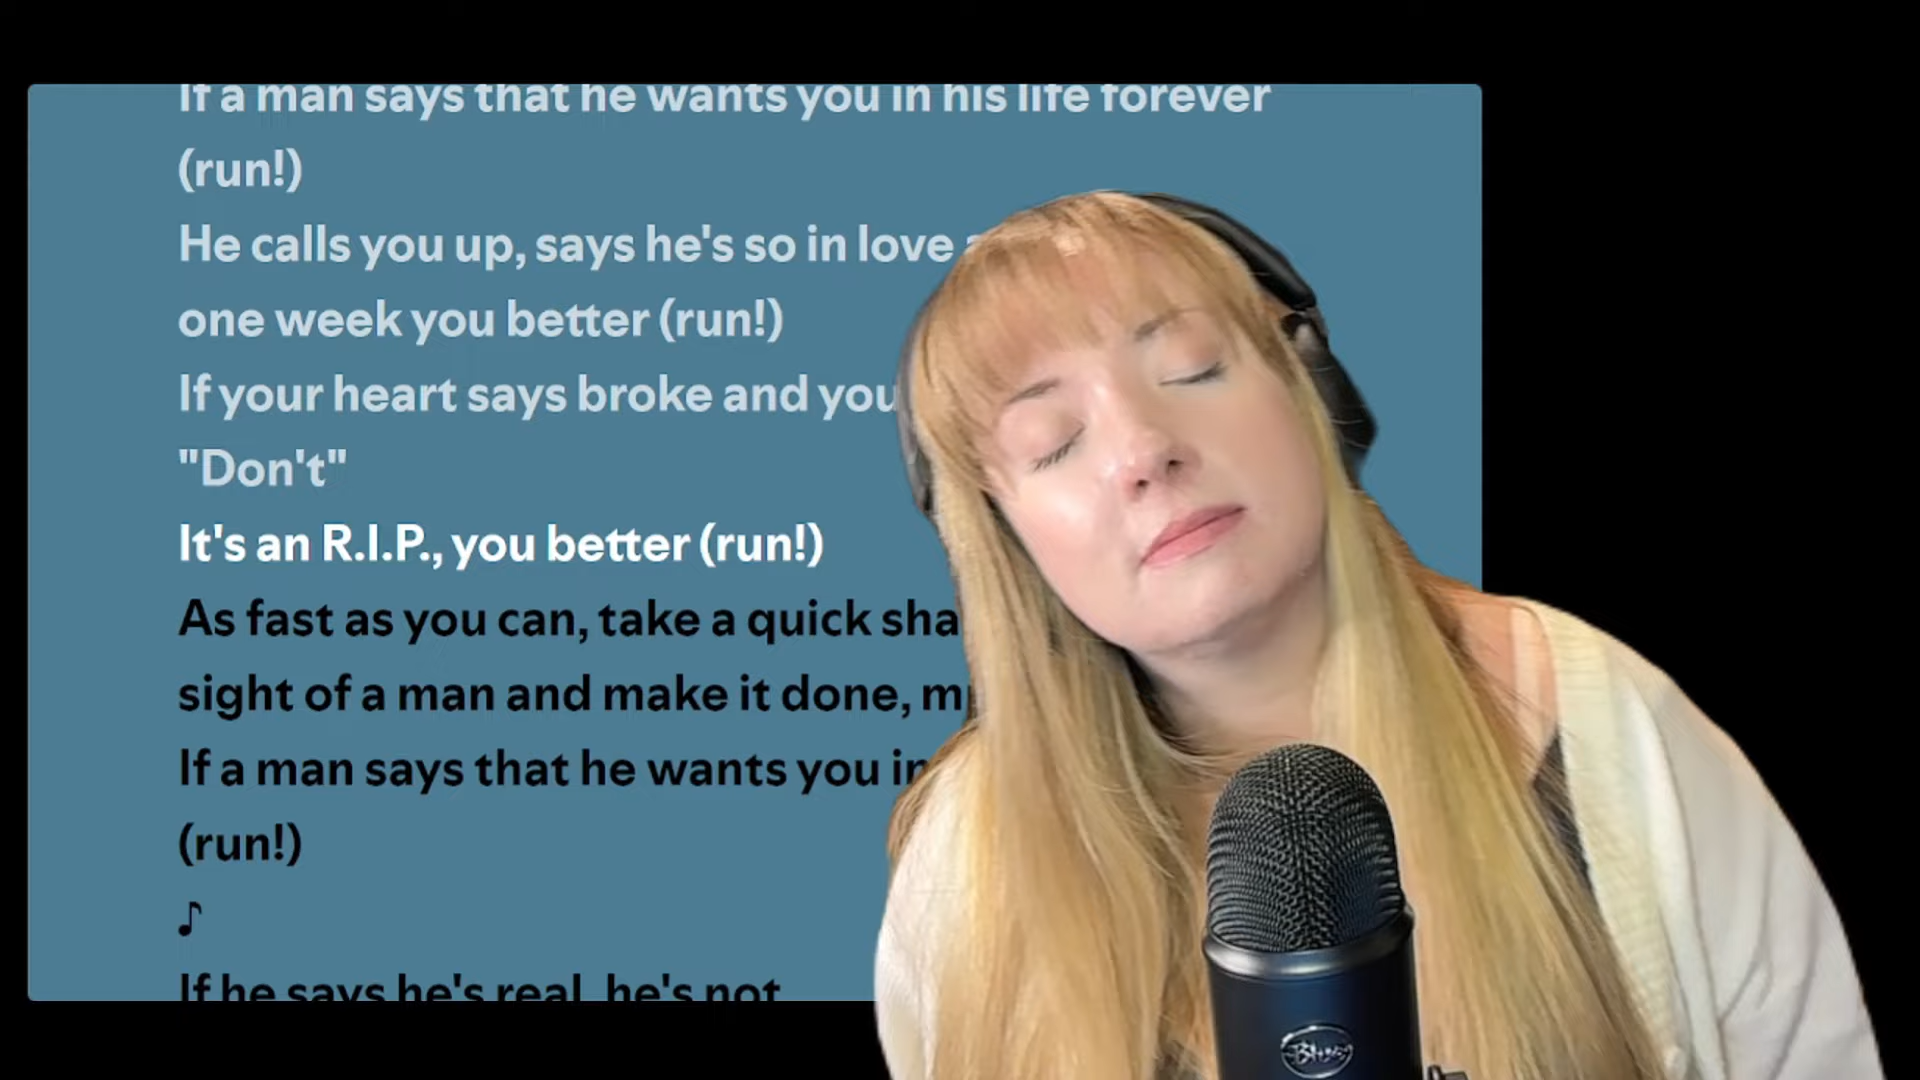 If a man says that he wants you in his life forever
(run!)
He calls you up, says he's so in love
one week you better (run!)
If your heart says broke and you
"Don't"
It's an R.I.P., you better (run!)
As fast as you can, take a quick
sight of a man and make it done,
If a man says that he wants you in
(run!)
♪
If he says he's real, he's not
Blue